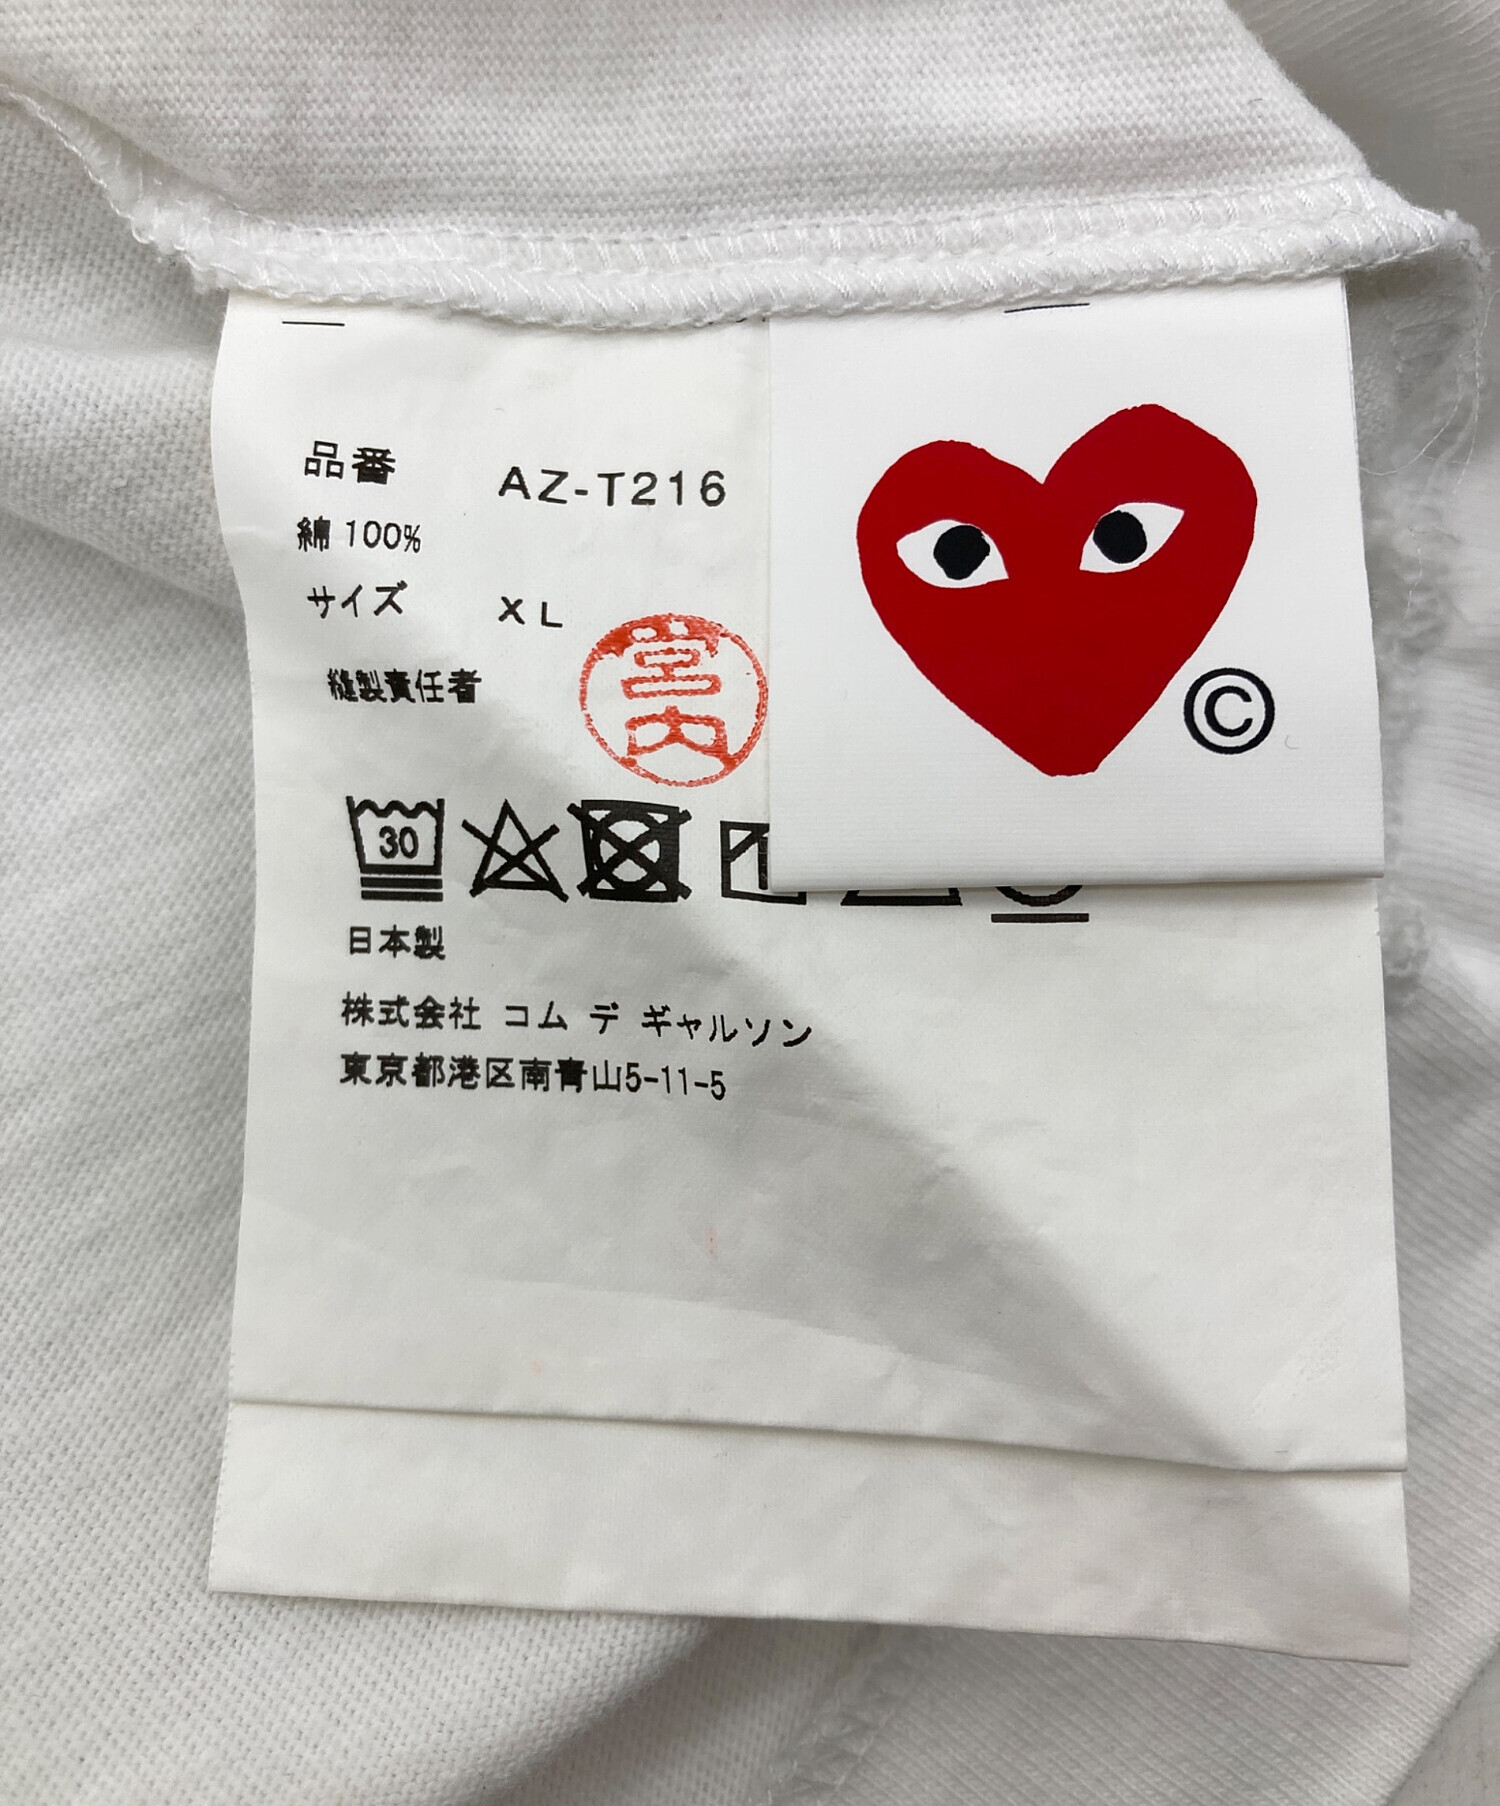 品番 AZ-T216
綿 100%
サイズ XL
縫製責任者
宮内
30
日本製
株式会社 コム デ ギャルソン
東京都港区南青山5-11-5
©